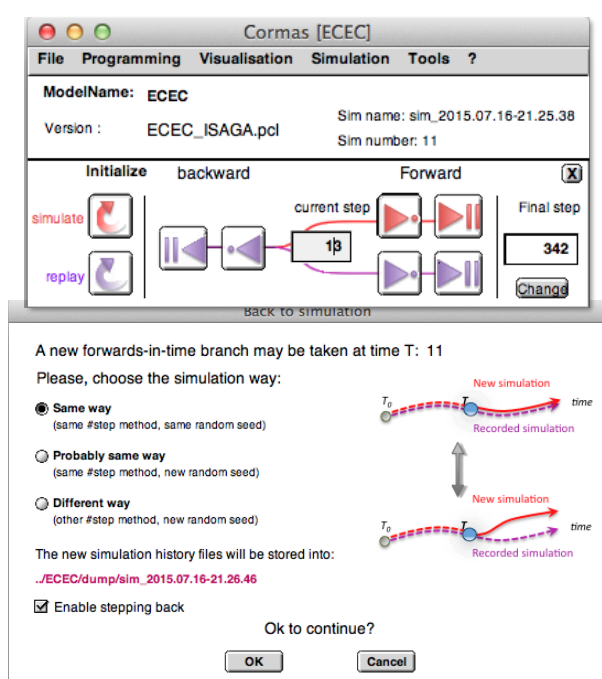 Cormas [ECEC]
File Programming Visualisation Simulation Tools ?
ModelName: ECEC
Version : ECEC_ISAGA.pcl
Sim name: sim_2015.07.16-21.25.38
Sim number: 11
Initialize backward Forward X
simulate current step Final step
13 342
replay Change
Back to simulation
A new forwards-in-time branch may be taken at time T: 11
Please, choose the simulation way:
New simulation
Same way T0 T time
(same #step method, same random seed) Recorded simulation
Probably same way
(same #step method, new random seed)
Different way New simulation
(other #step method, new random seed) T0 T time
The new simulation history files will be stored into: Recorded simulation
../ECEC/dump/sim_2015.07.16-21.26.46
Enable stepping back
Ok to continue?
OK Cancel